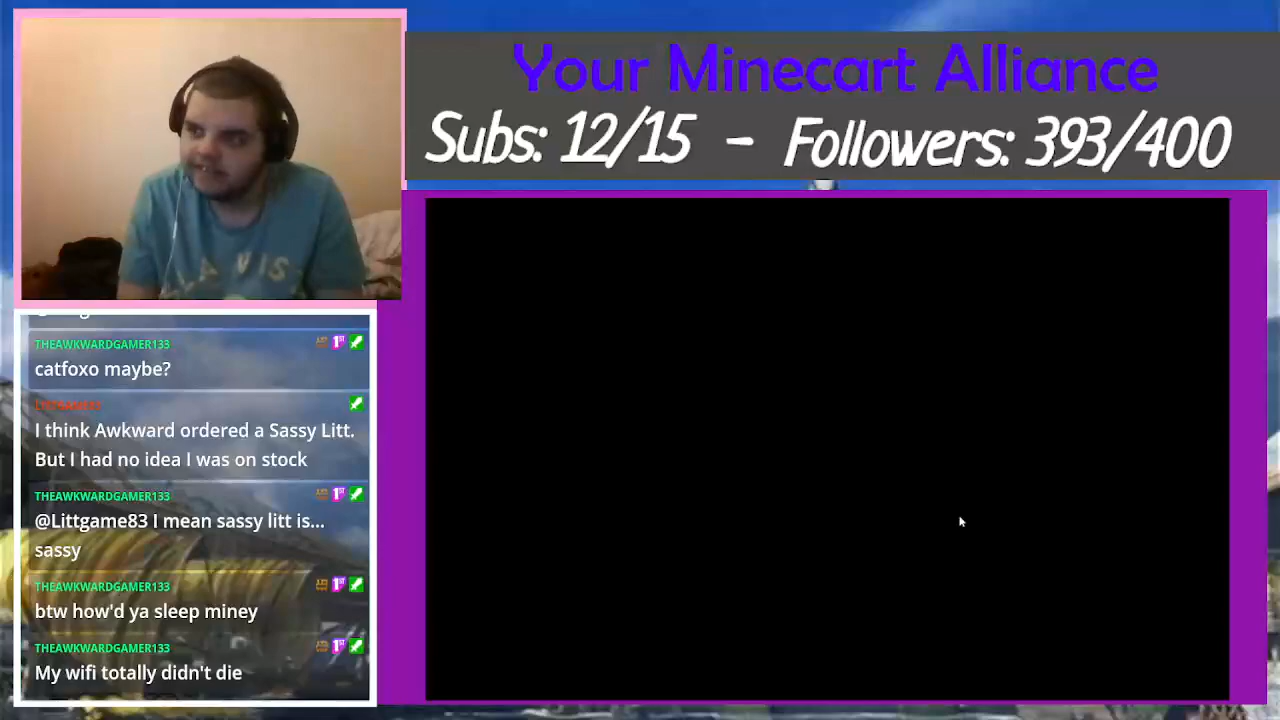 Your Minecart Alliance
Subs: 12/15 - Followers: 393/400
THEAWKWARDGAMER133
catfoxo maybe?
I think Awkward ordered a Sassy Litt.
But I had no idea I was on stock
THEAWKWARDGAMER133
@Littgame83 I mean sassy litt is...
sassy
THEAWKWARDGAMER133
btw how'd ya sleep miney
THEAWKWARDGAMER133
My wifi totally didn't die